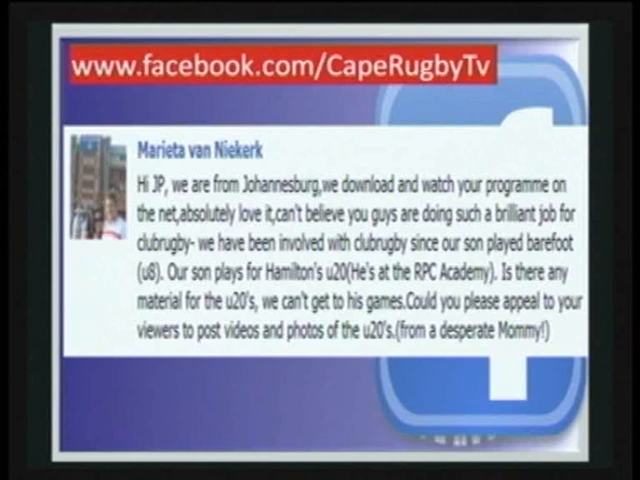 www.facebook.com/CapeRugbyTv
Marieta van Niekerk
Hi JP, we are from Johannesburg,we download and watch your programme on
the net,absolutely love it,can't believe you guys are doing such a brilliant job for
clubrugby- we have been involved with clubrugby since our son played barefoot
(u8). Our son plays for Hamilton's u20(He's at the RPC Academy). Is there any
material for the u20's, we can't get to his games.Could you please appeal to your
viewers to post videos and photos of the u20's.(from a desperate Mommy!)